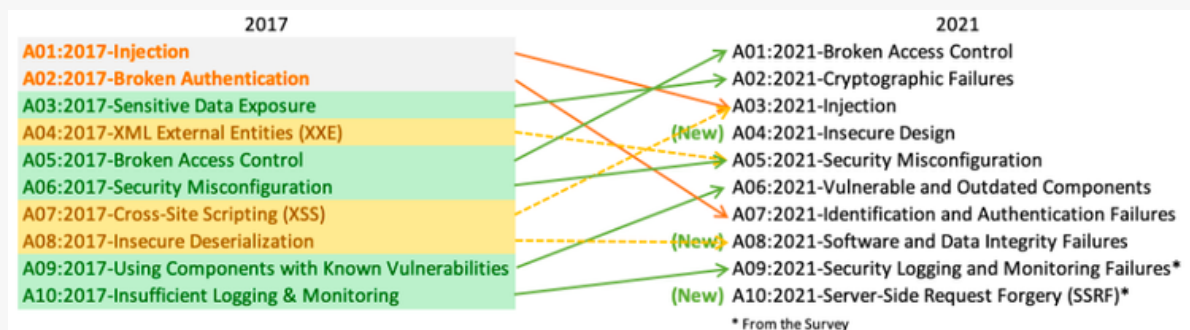 2017
A01:2017-Injection
A02:2017-Broken Authentication
A03:2017-Sensitive Data Exposure
A04:2017-XML External Entities (XXE)
A05:2017-Broken Access Control
A06:2017-Security Misconfiguration
A07:2017-Cross-Site Scripting (XSS)
A08:2017-Insecure Deserialization
A09:2017-Using Components with Known Vulnerabilities
A10:2017-Insufficient Logging & Monitoring
2021
A01:2021-Broken Access Control
A02:2021-Cryptographic Failures
A03:2021-Injection
(New) A04:2021-Insecure Design
A05:2021-Security Misconfiguration
A06:2021-Vulnerable and Outdated Components
A07:2021-Identification and Authentication Failures
(New) A08:2021-Software and Data Integrity Failures
A09:2021-Security Logging and Monitoring Failures*
(New) A10:2021-Server-Side Request Forgery (SSRF)*
* From the Survey